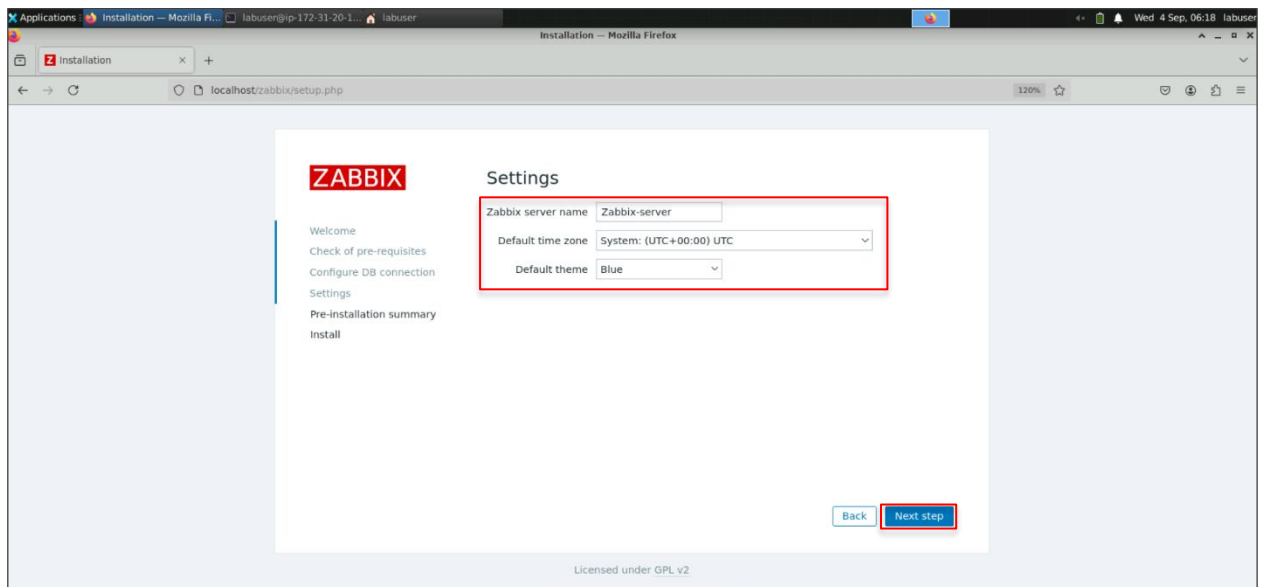 Applications : Installation — Mozilla Fi... labuser@ip-172-31-20-1... labuser Wed 4 Sep, 06:18 labuser
Installation — Mozilla Firefox
Z Installation × +
localhost/zabbix/setup.php 120%
ZABBIX
Settings
Zabbix server name Zabbix-server
Default time zone System: (UTC+00:00) UTC
Default theme Blue
Welcome
Check of pre-requisites
Configure DB connection
Settings
Pre-installation summary
Install
Back Next step
Licensed under GPL v2